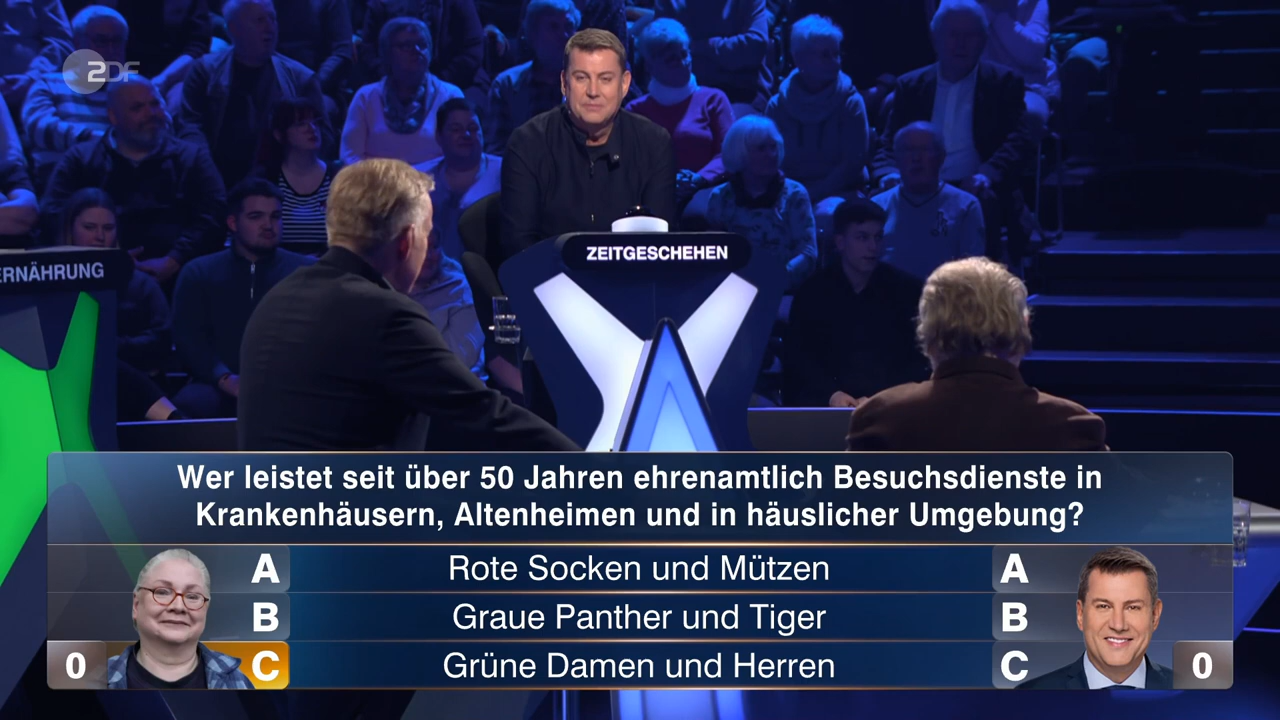 ZDF
ERNÄHRUNG
ZEITGESCHEHEN
Wer leistet seit über 50 Jahren ehrenamtlich Besuchsdienste in
Krankenhäusern, Altenheimen und in häuslicher Umgebung?
A Rote Socken und Mützen A
B Graue Panther und Tiger B
0 C Grüne Damen und Herren C 0